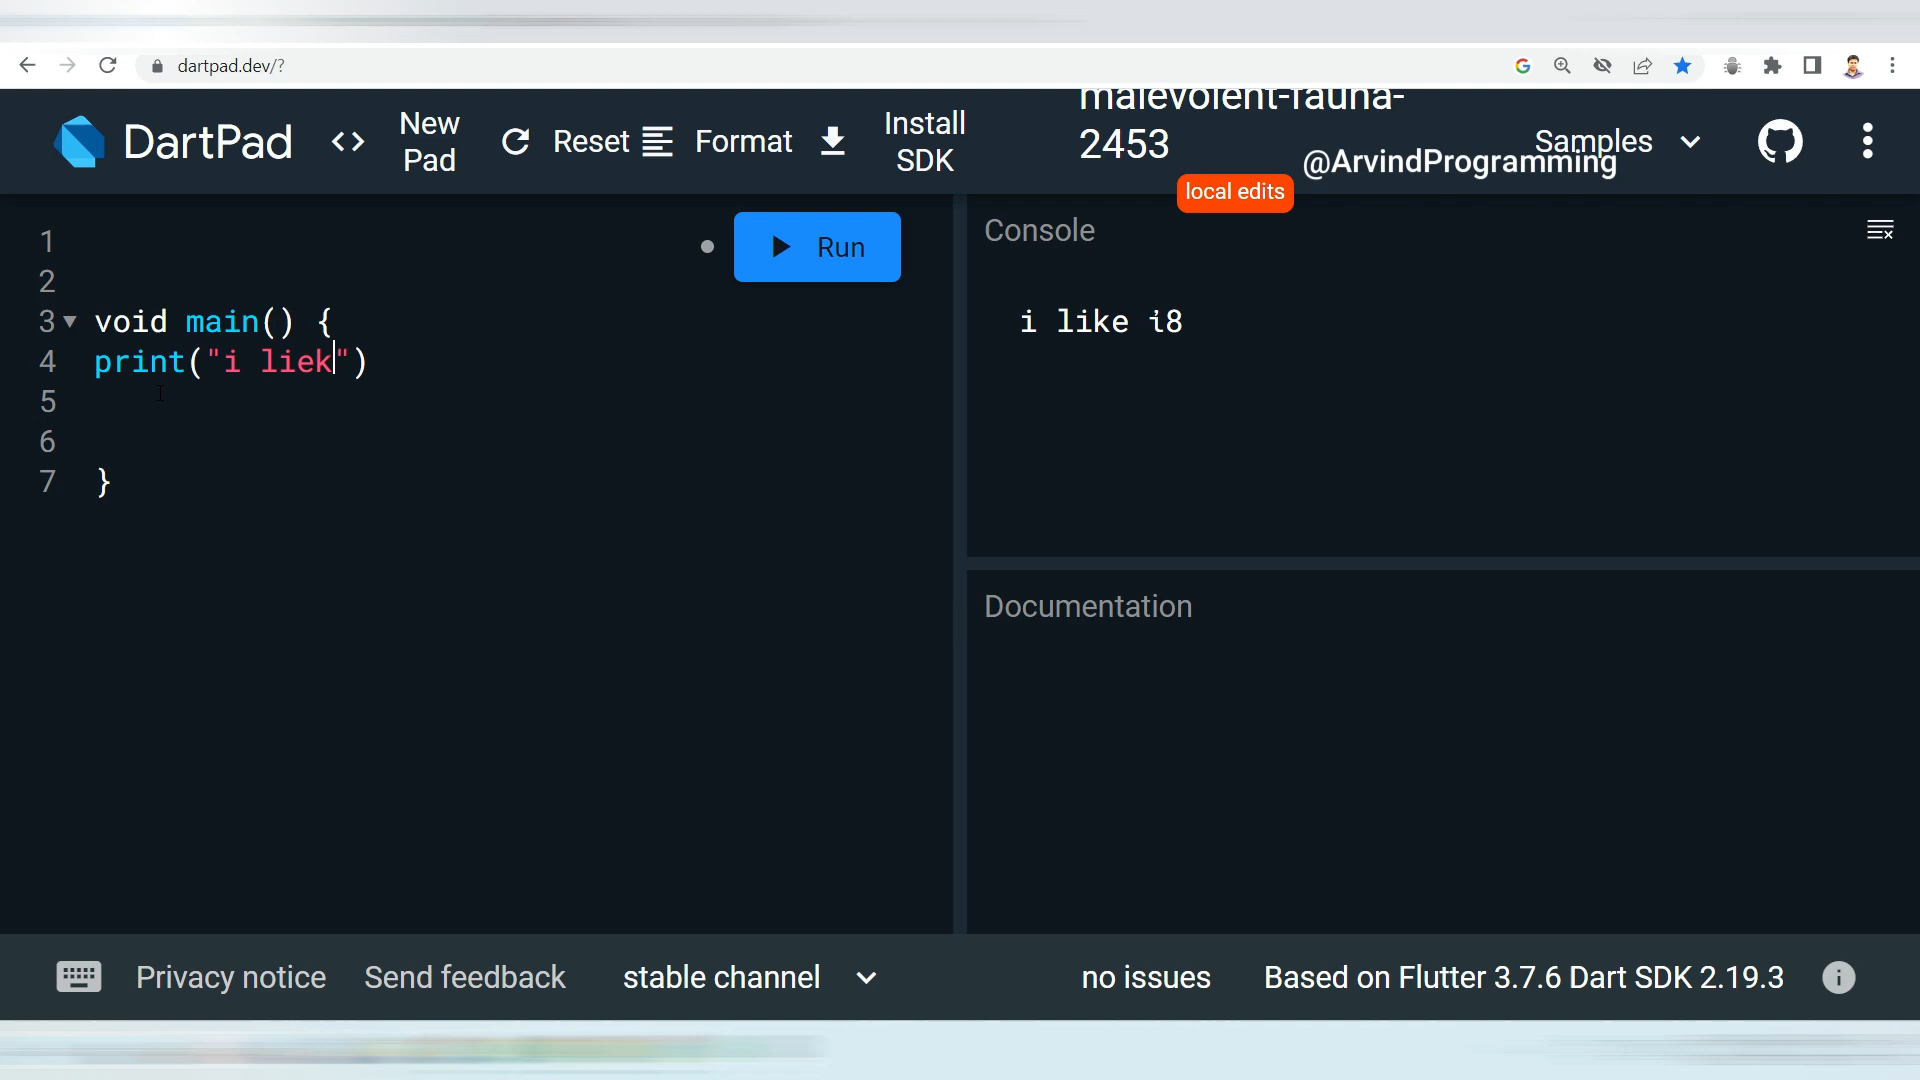 dartpad.dev/?
DartPad
<>
New
Pad
Reset
Format
Install
SDK
malevolent-fauna-
2453
local edits
Samples
@ArvindProgramming
1
2
3 void main() {
4 print("i liek")
5
6
7 }
Run
Console
i like i8
Documentation
Privacy notice
Send feedback
stable channel
no issues
Based on Flutter 3.7.6 Dart SDK 2.19.3